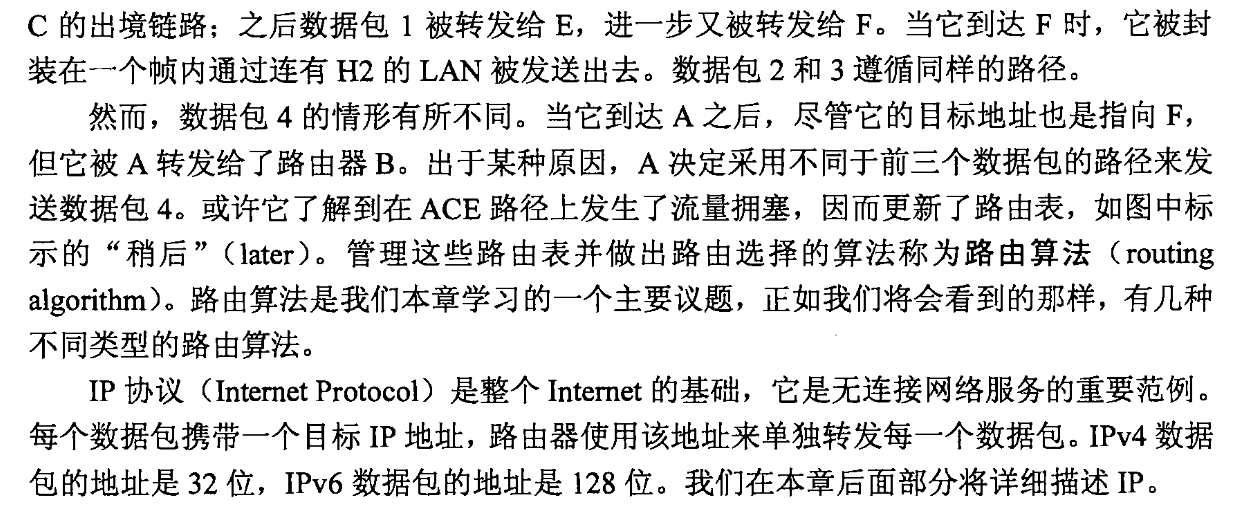 C 的出境链路；之后数据包 1 被转发给 E，进一步又被转发给 F。当它到达 F 时，它被封
装在一个帧内通过连有 H2 的 LAN 被发送出去。数据包 2 和 3 遵循同样的路径。
然而，数据包 4 的情形有所不同。当它到达 A 之后，尽管它的目标地址也是指向 F，
但它被 A 转发给了路由器 B。出于某种原因，A 决定采用不同于前三个数据包的路径来发
送数据包 4。或许它了解到在 ACE 路径上发生了流量拥塞，因而更新了路由表，如图中标
示的“稍后”（later）。管理这些路由表并做出路由选择的算法称为路由算法（routing
algorithm）。路由算法是我们本章学习的一个主要议题，正如我们将会看到的那样，有几种
不同类型的路由算法。
IP 协议（Internet Protocol）是整个 Internet 的基础，它是无连接网络服务的重要范例。
每个数据包携带一个目标 IP 地址，路由器使用该地址来单独转发每一个数据包。IPv4 数据
包的地址是 32 位，IPv6 数据包的地址是 128 位。我们在本章后面部分将详细描述 IP。